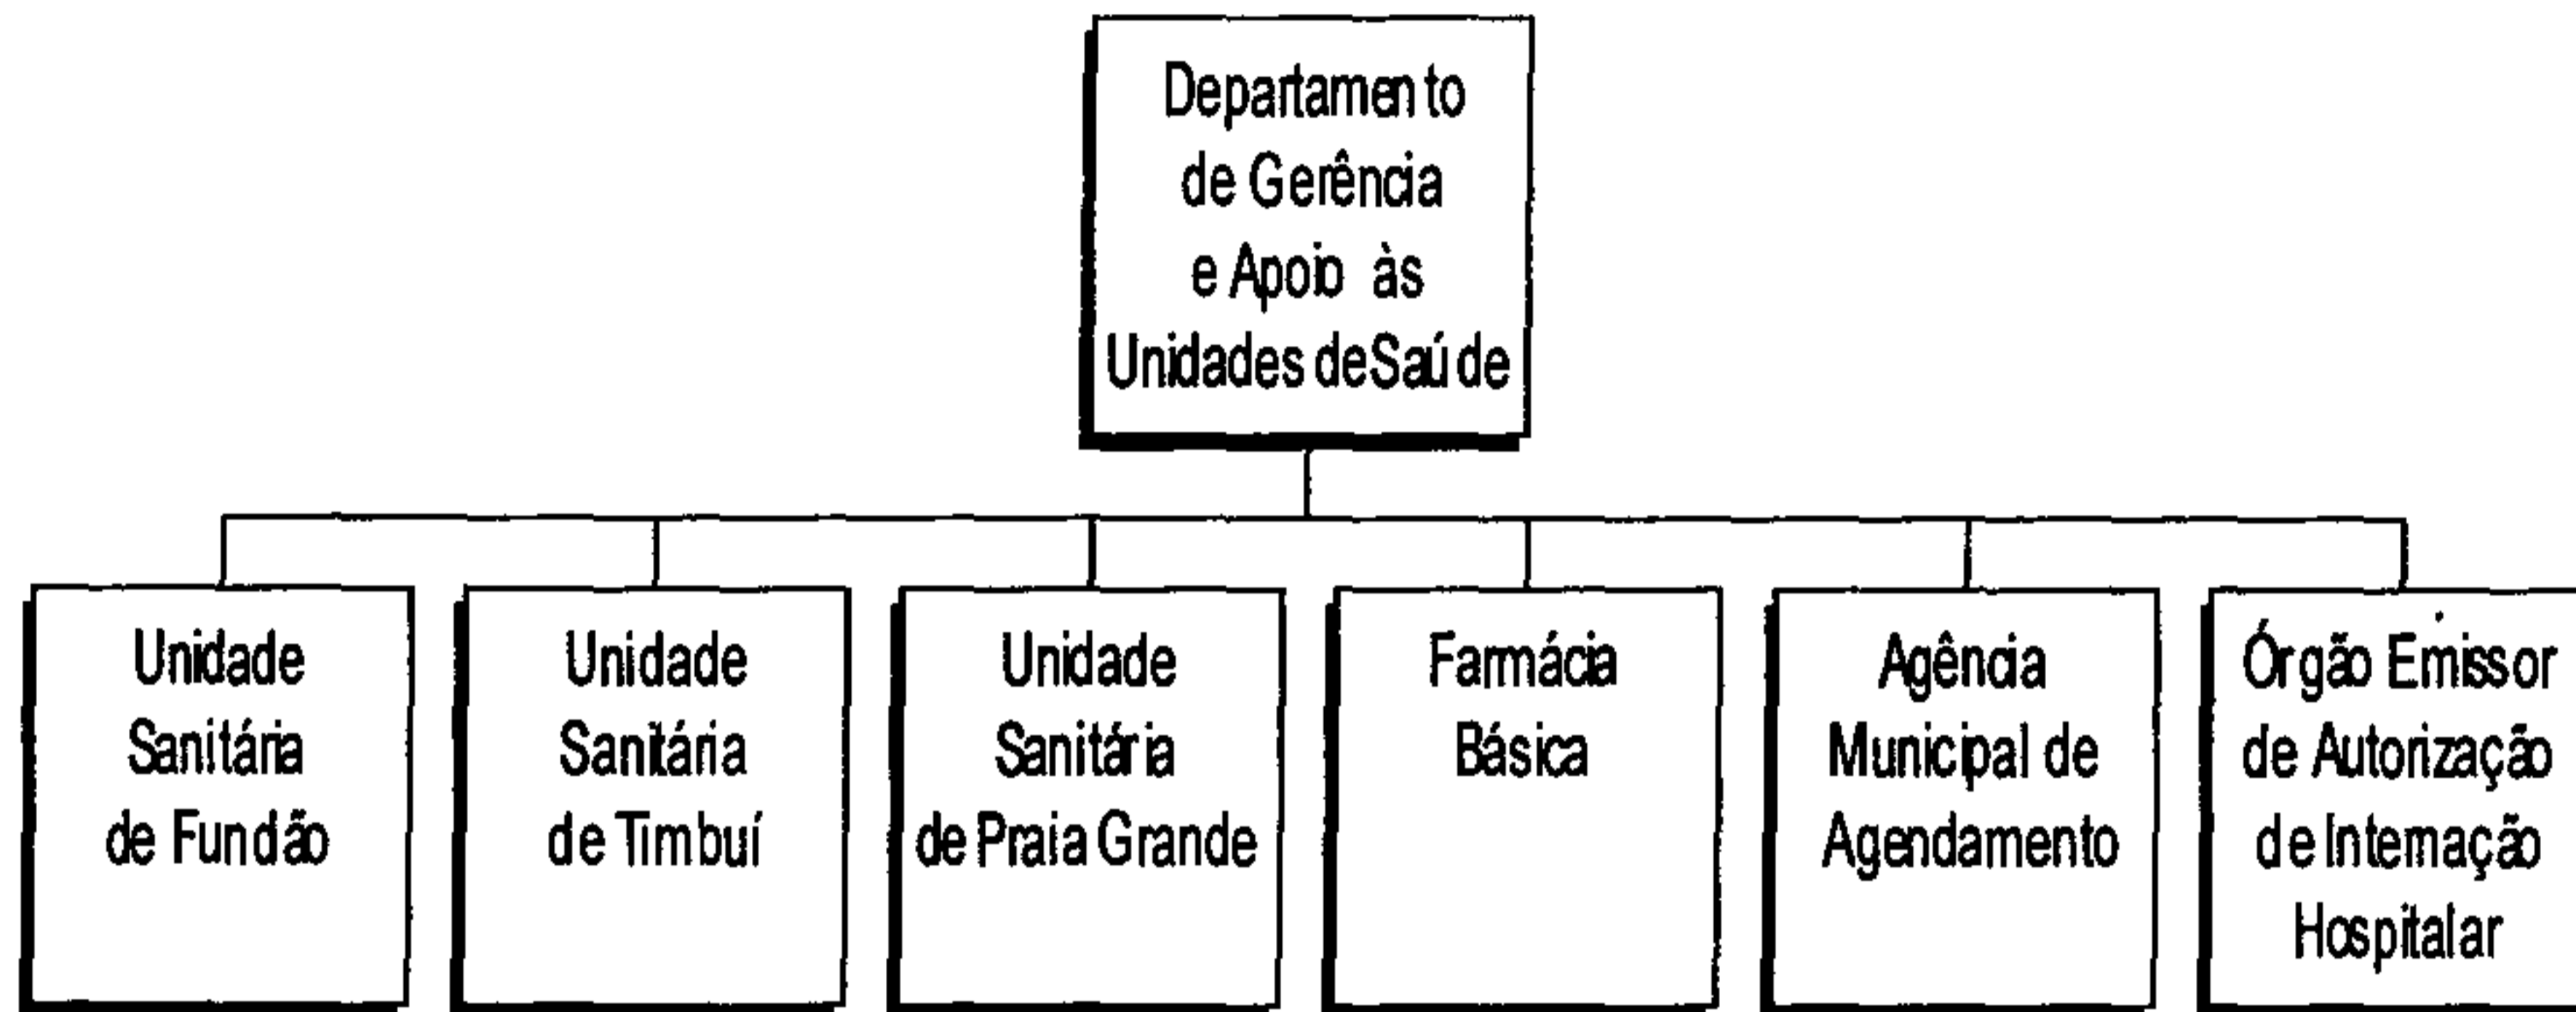 Departamento
de Gerência
e Apoio às
Unidades de Saúde
Unidade
Sanitária
de Fundão
Unidade
Sanitária
de Timbuí
Unidade
Sanitária
de Praia Grande
Farmácia
Básica
Agência
Municipal de
Agendamento
Órgão Emissor
de Autorização
de Internação
Hospitalar